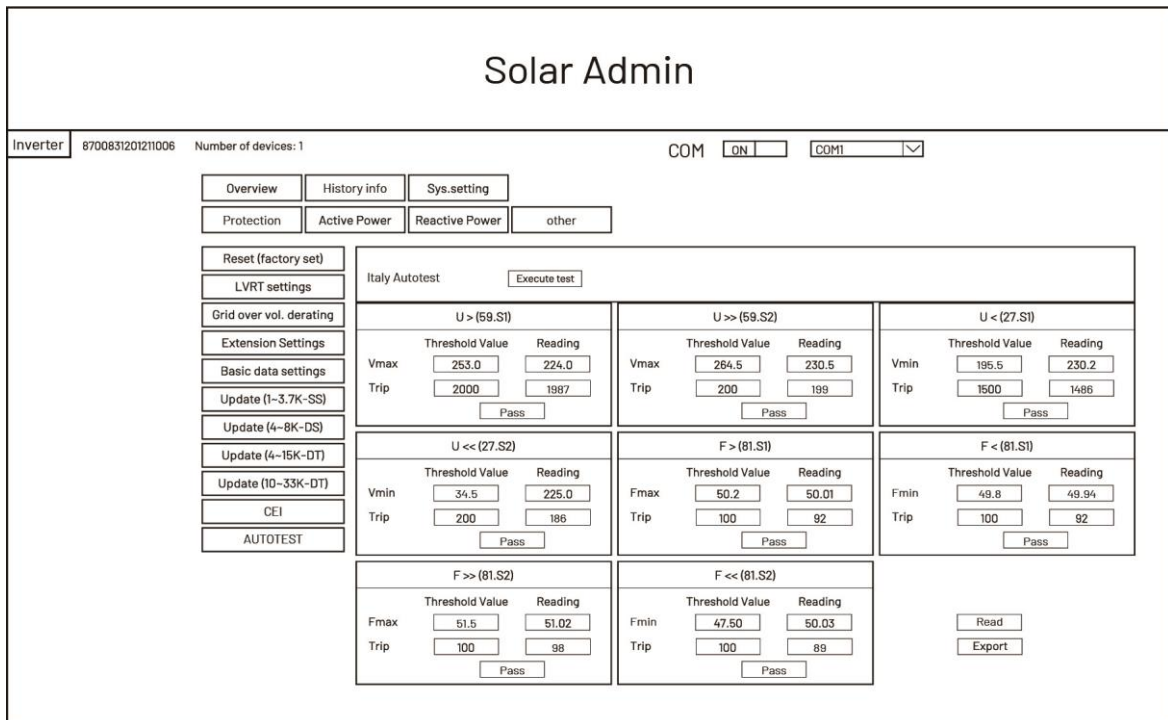 Solar Admin
Inverter 8700831201211006 Number of devices: 1 COM ON COM1
Overview History info Sys.setting
Protection Active Power Reactive Power other
Reset (factory set)
LVRT settings
Grid over vol. derating
Extension Settings
Basic data settings
Update (1~3.7K-SS)
Update (4~8K-DS)
Update (4~15K-DT)
Update (10~33K-DT)
CEI
AUTOTEST
Italy Autotest Execute test
U > (59.S1)
Threshold Value Reading
Vmax 253.0 224.0
Trip 2000 1987
Pass
U >> (59.S2)
Threshold Value Reading
Vmax 264.5 230.5
Trip 200 199
Pass
U < (27.S1)
Threshold Value Reading
Vmin 195.5 230.2
Trip 1500 1486
Pass
U << (27.S2)
Threshold Value Reading
Vmin 34.5 225.0
Trip 200 186
Pass
F > (81.S1)
Threshold Value Reading
Fmax 50.2 50.01
Trip 100 92
Pass
F < (81.S1)
Threshold Value Reading
Fmin 49.8 49.94
Trip 100 92
Pass
F >> (81.S2)
Threshold Value Reading
Fmax 51.5 51.02
Trip 100 98
Pass
F << (81.S2)
Threshold Value Reading
Fmin 47.50 50.03
Trip 100 89
Pass
Read
Export